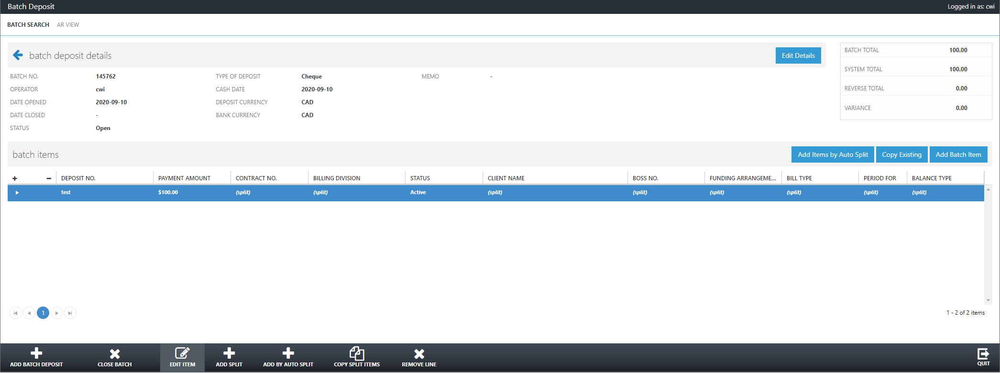 Batch Deposit Logged in as: cwi
BATCH SEARCH AR VIEW
batch deposit details Edit Details
BATCH NO. 145762 TYPE OF DEPOSIT Cheque MEMO -
OPERATOR cwi CASH DATE 2020-09-10
DATE OPENED 2020-09-10 DEPOSIT CURRENCY CAD
DATE CLOSED - BANK CURRENCY CAD
STATUS Open
BATCH TOTAL 100.00
SYSTEM TOTAL 100.00
REVERSE TOTAL 0.00
VARIANCE 0.00
batch items Add Items by Auto Split Copy Existing Add Batch Item
DEPOSIT NO. PAYMENT AMOUNT CONTRACT NO. BILLING DIVISION STATUS CLIENT NAME BOSS NO. FUNDING ARRANGEME... BILL TYPE PERIOD FOR BALANCE TYPE
test $100.00 (split) (split) Active (split) (split) (split) (split) (split) (split)
1 1 - 2 of 2 items
ADD BATCH DEPOSIT CLOSE BATCH EDIT ITEM ADD SPLIT ADD BY AUTO SPLIT COPY SPLIT ITEMS REMOVE LINE QUIT